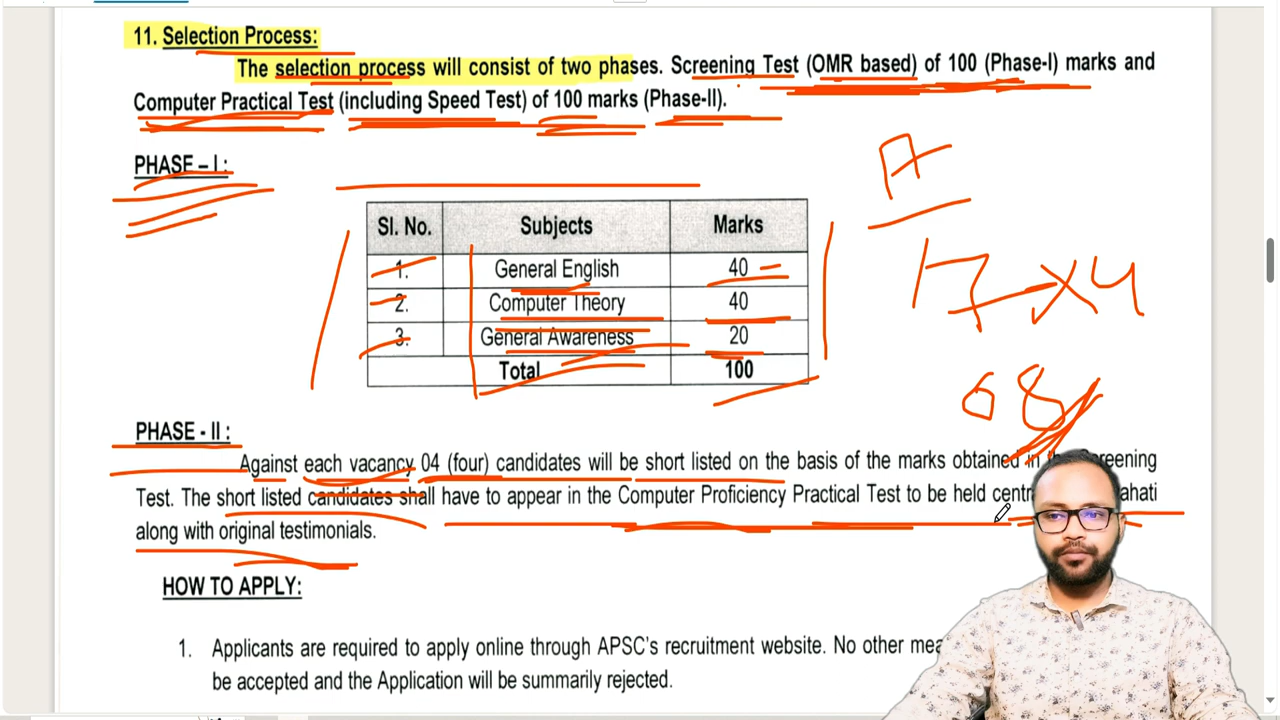 11. Selection Process:
The selection process will consist of two phases. Screening Test (OMR based) of 100 (Phase-I) marks and
Computer Practical Test (including Speed Test) of 100 marks (Phase-II).
PHASE – I :
Sl. No. Subjects Marks
1. General English 40
2. Computer Theory 40
3. General Awareness 20
Total 100
17 x 4
68
PHASE - II :
Against each vacancy 04 (four) candidates will be short listed on the basis of the marks obtained in the Screening
Test. The short listed candidates shall have to appear in the Computer Proficiency Practical Test to be held
along with original testimonials.
HOW TO APPLY:
1. Applicants are required to apply online through APSC's recruitment website. No other
be accepted and the Application will be summarily rejected.